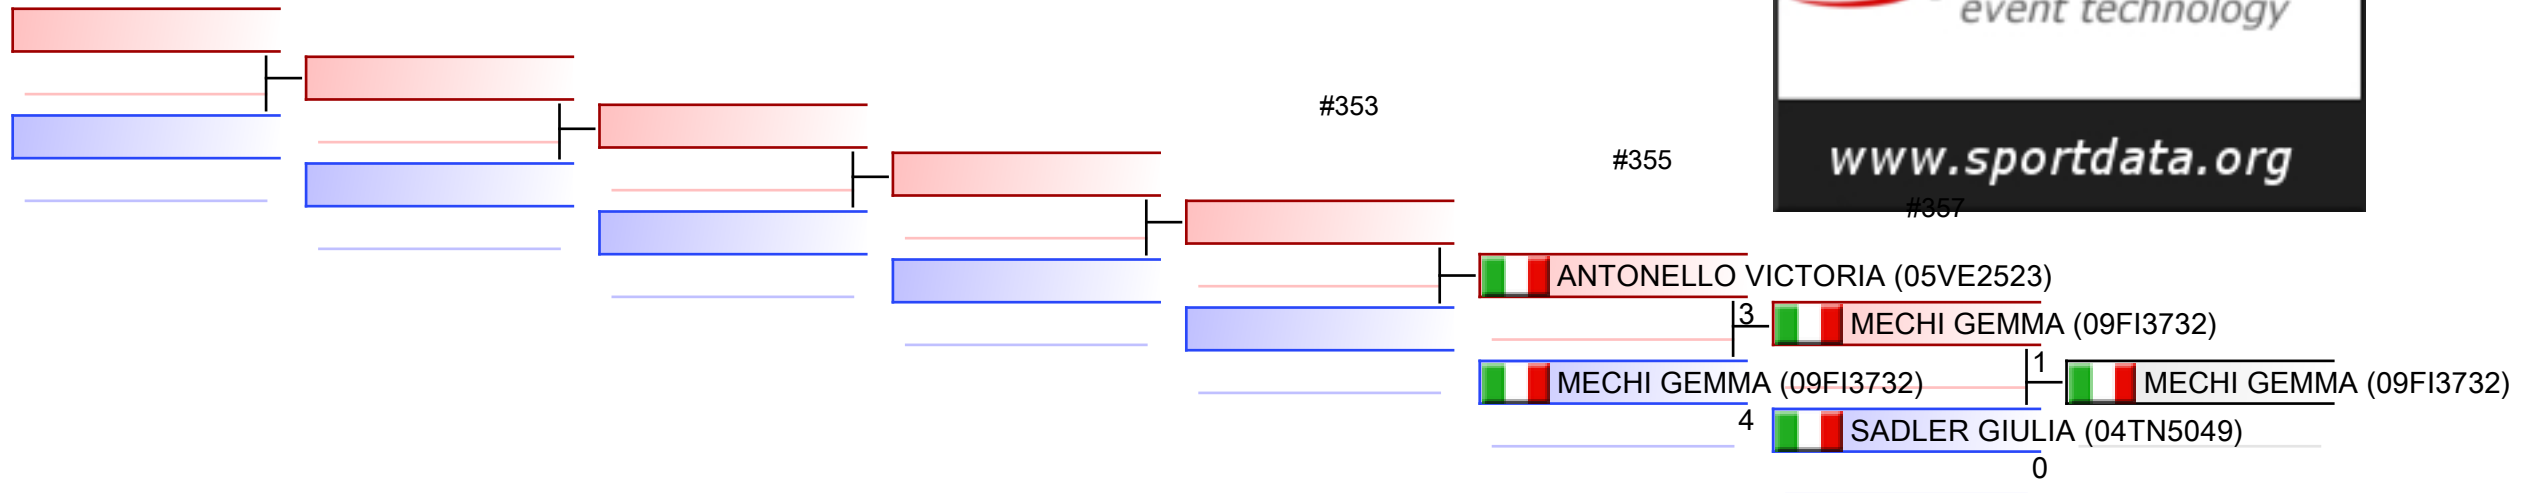 event technology
#353
#355
www.sportdata.org
#357
ANTONELLO VICTORIA (05VE2523)
3
MECHI GEMMA (09FI3732)
1
MECHI GEMMA (09FI3732)
MECHI GEMMA (09FI3732)
4
SADLER GIULIA (04TN5049)
0